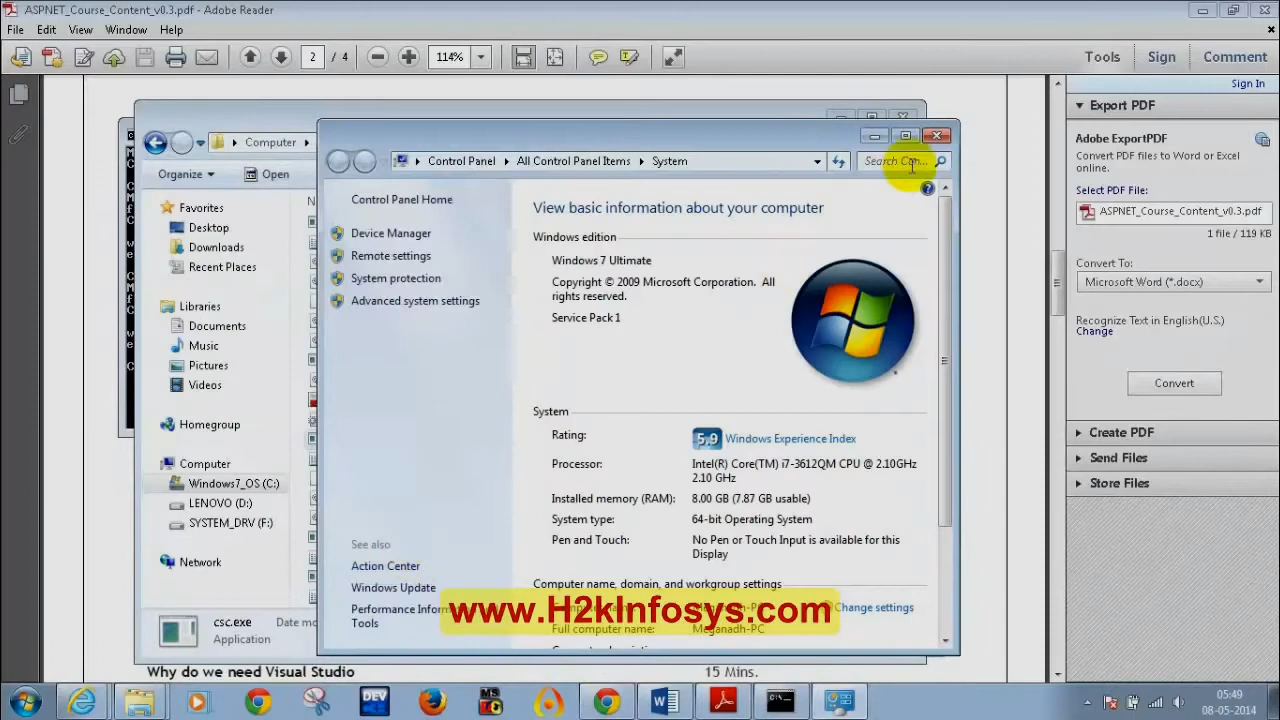 ASPNET_Course_Content_v0.3.pdf - Adobe Reader
File Edit View Window Help
2 / 4
114%
Tools Sign Comment
Sign In
Export PDF
Adobe ExportPDF
Convert PDF files to Word or Excel
online.
Select PDF File:
ASPNET_Course_Content_v0.3.pdf
1 file / 119 KB
Convert To:
Microsoft Word (*.docx)
Recognize Text in English(U.S.)
Change
Convert
Create PDF
Send Files
Store Files
Computer
Organize
Open
Favorites
Desktop
Downloads
Recent Places
Libraries
Documents
Music
Pictures
Videos
Homegroup
Computer
Windows7_OS (C:)
LENOVO (D:)
SYSTEM_DRV (F:)
Network
csc.exe
Date mo
Application
Control Panel
All Control Panel Items
System
Search Con...
Control Panel Home
Device Manager
Remote settings
System protection
Advanced system settings
See also
Action Center
Windows Update
Performance Inform
Tools
View basic information about your computer
Windows edition
Windows 7 Ultimate
Copyright © 2009 Microsoft Corporation. All
rights reserved.
Service Pack 1
System
Rating:
5.9 Windows Experience Index
Processor:
Intel(R) Core(TM) i7-3612QM CPU @ 2.10GHz
2.10 GHz
Installed memory (RAM):
8.00 GB (7.87 GB usable)
System type:
64-bit Operating System
Pen and Touch:
No Pen or Touch Input is available for this
Display
Computer name, domain, and workgroup settings
Change settings
Full computer name:
Meganadh-PC
www.H2kInfosys.com
Why do we need Visual Studio
15 Mins.
DEV
MS
05:49
08-05-2014